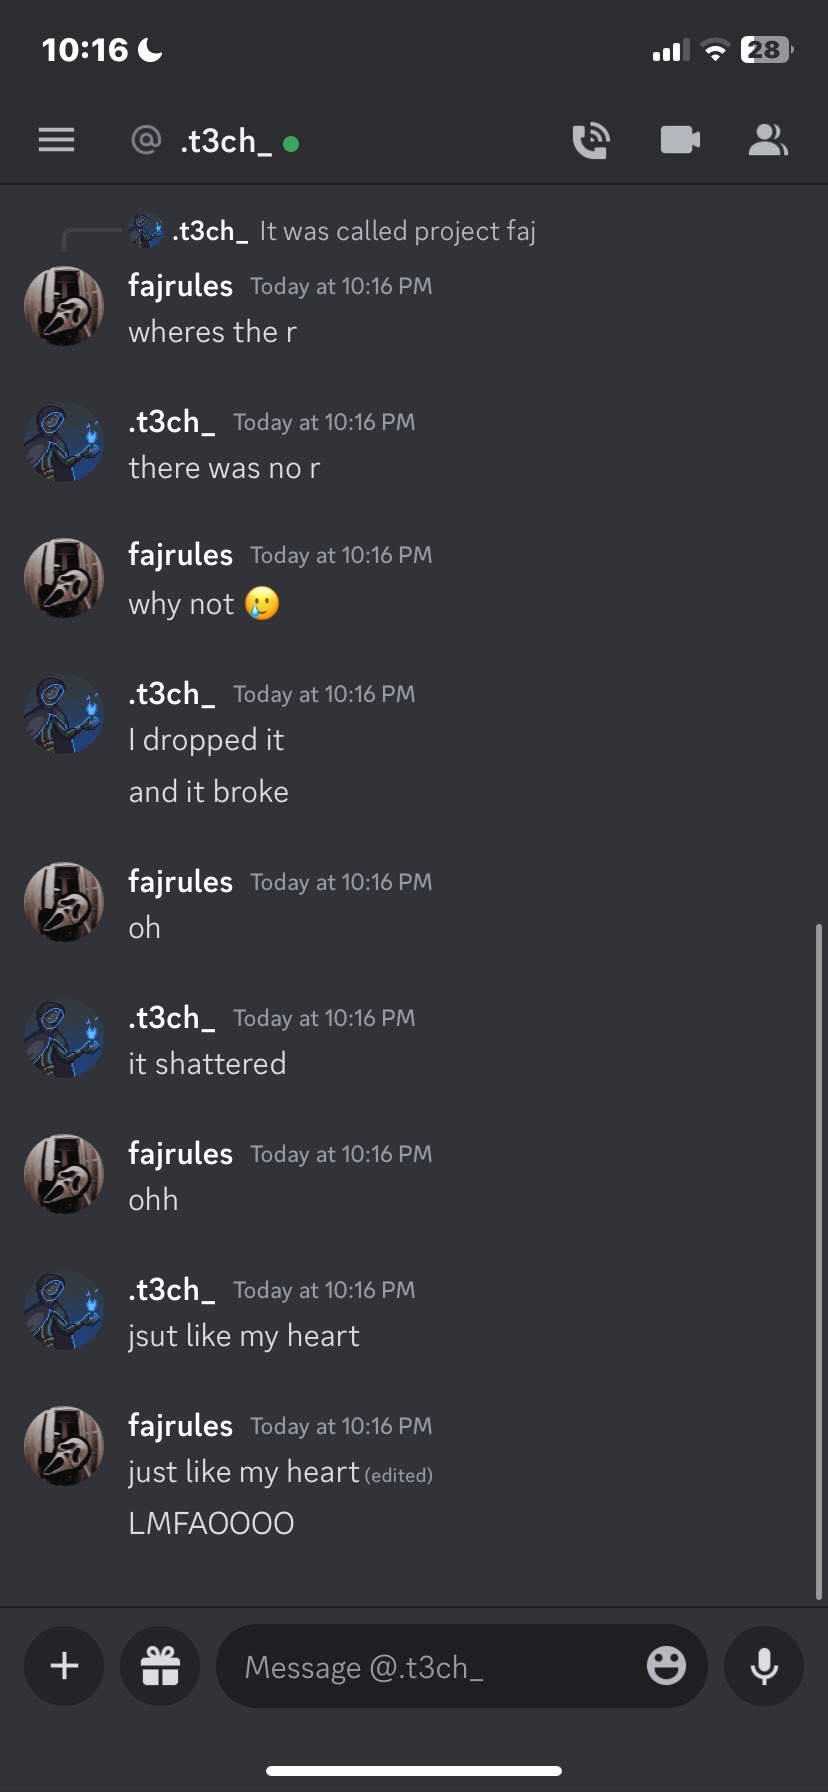 10:16
28
@ .t3ch_
.t3ch_ It was called project faj
fajrules Today at 10:16 PM
wheres the r
.t3ch_ Today at 10:16 PM
there was no r
fajrules Today at 10:16 PM
why not 🥲
.t3ch_ Today at 10:16 PM
I dropped it
and it broke
fajrules Today at 10:16 PM
oh
.t3ch_ Today at 10:16 PM
it shattered
fajrules Today at 10:16 PM
ohh
.t3ch_ Today at 10:16 PM
jsut like my heart
fajrules Today at 10:16 PM
just like my heart (edited)
LMFAOOOO
Message @.t3ch_